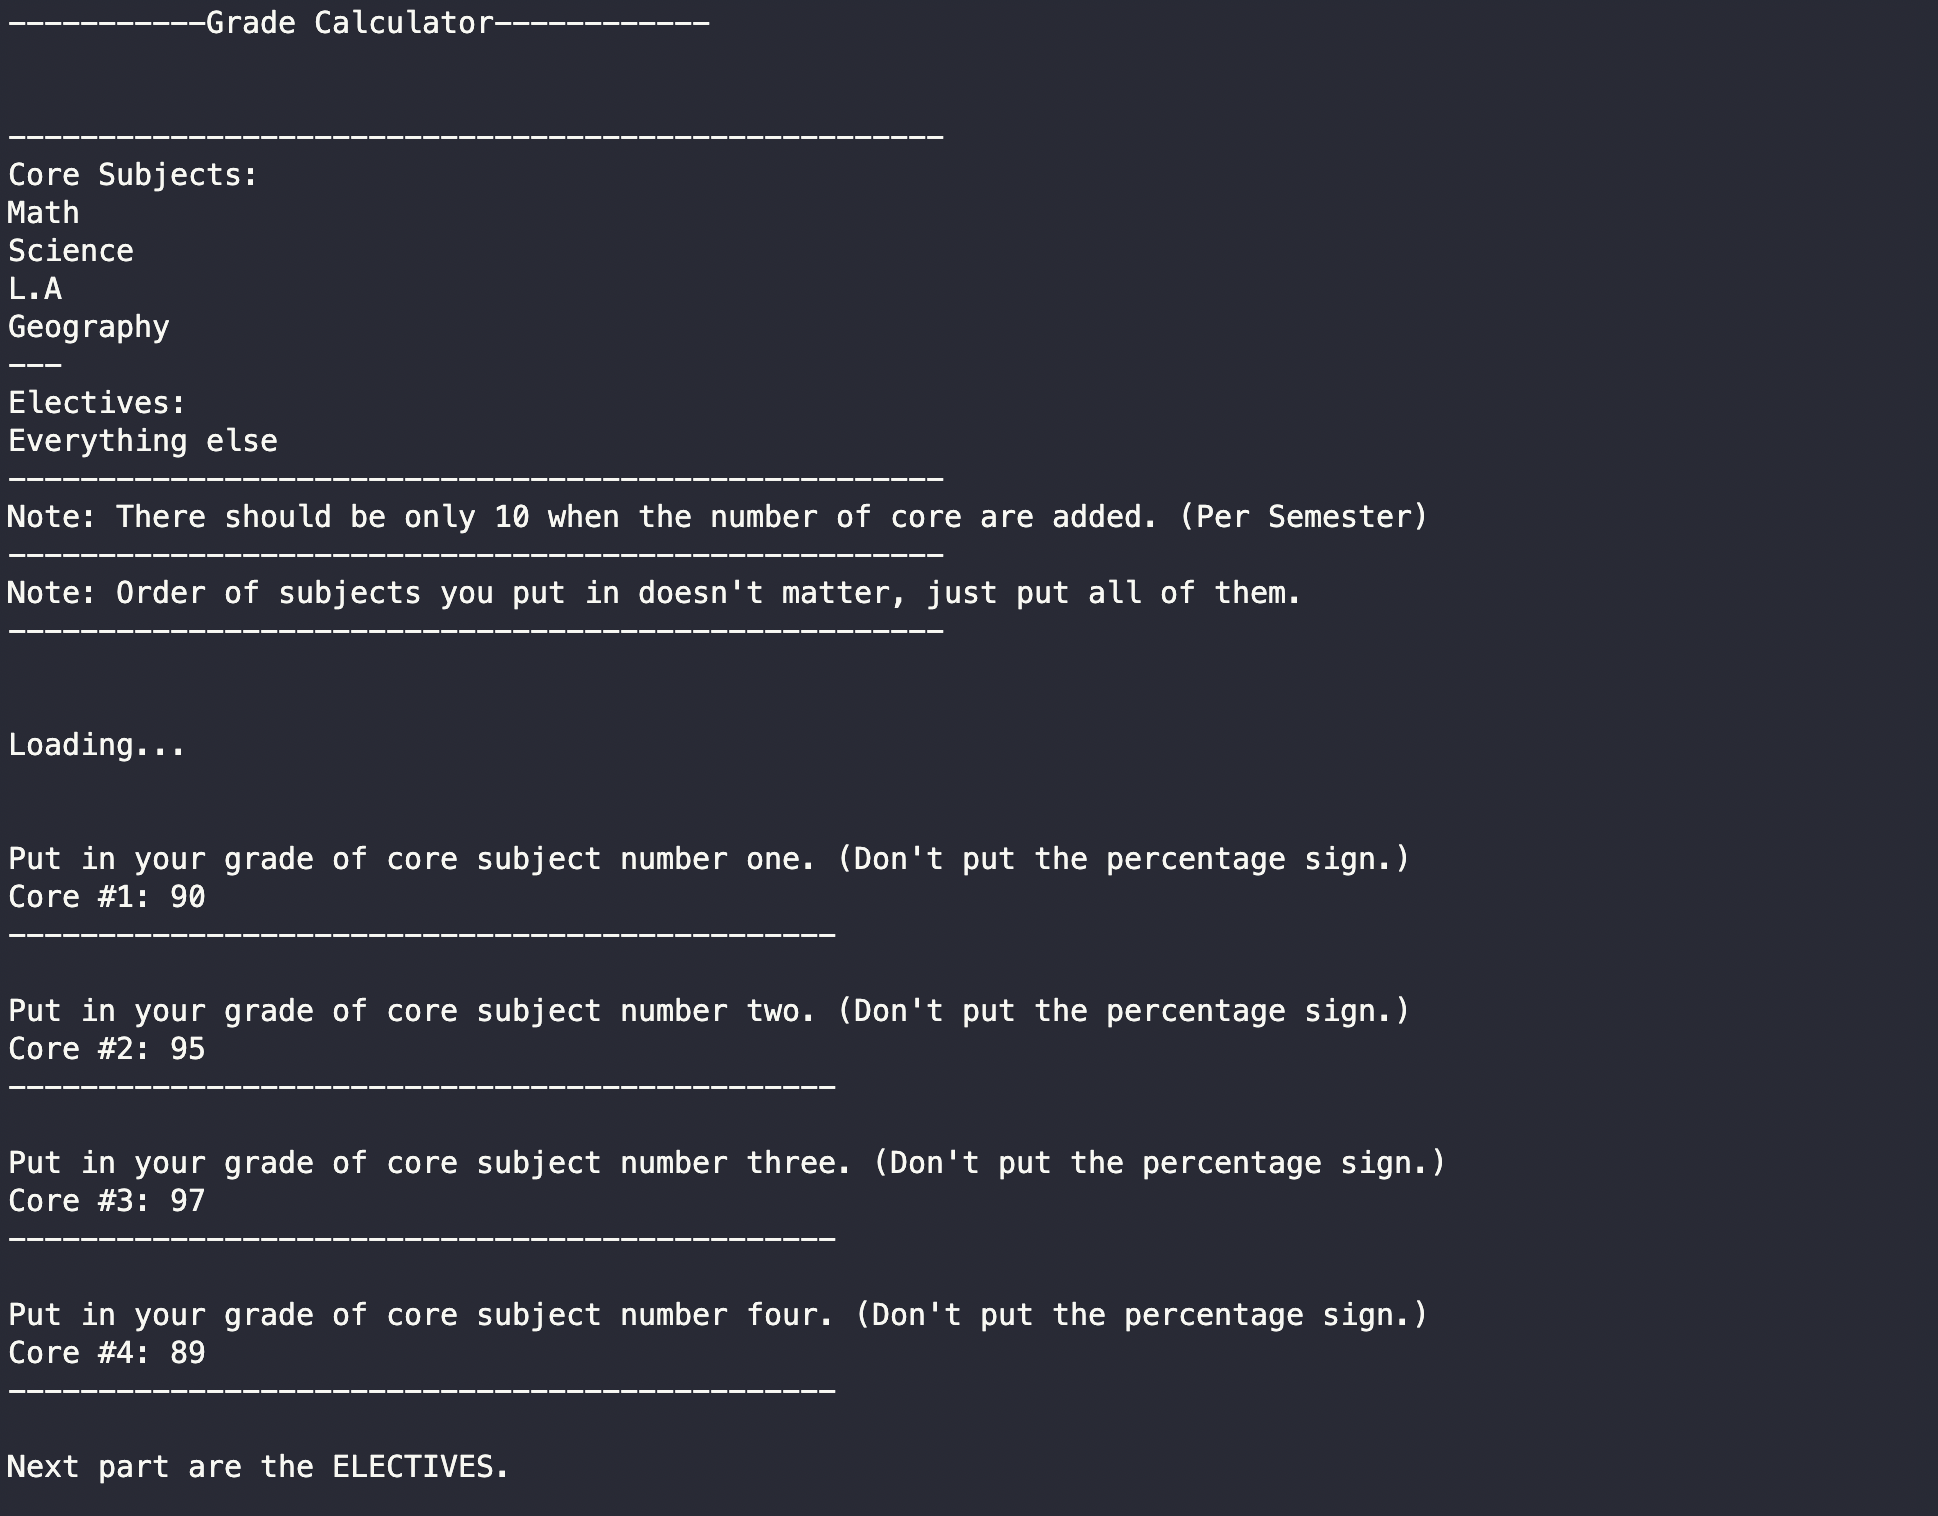 -----------Grade Calculator------------
----------------------------------------------------
Core Subjects:
Math
Science
L.A
Geography
---
Electives:
Everything else
----------------------------------------------------
Note: There should be only 10 when the number of core are added. (Per Semester)
----------------------------------------------------
Note: Order of subjects you put in doesn't matter, just put all of them.
----------------------------------------------------
Loading...
Put in your grade of core subject number one. (Don't put the percentage sign.)
Core #1: 90
----------------------------------------------
Put in your grade of core subject number two. (Don't put the percentage sign.)
Core #2: 95
----------------------------------------------
Put in your grade of core subject number three. (Don't put the percentage sign.)
Core #3: 97
----------------------------------------------
Put in your grade of core subject number four. (Don't put the percentage sign.)
Core #4: 89
----------------------------------------------
Next part are the ELECTIVES.